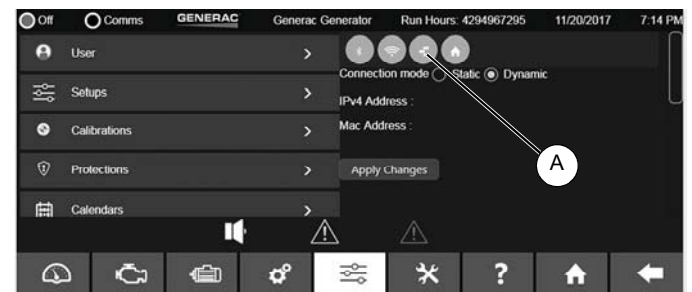 Off Comms GENERAC Generac Generator Run Hours: 4294967295 11/20/2017 7:14 PM
User >
Setups >
Connection mode Static Dynamic
IPv4 Address :
Calibrations >
Mac Address :
Protections >
Apply Changes
A
Calendars >
?